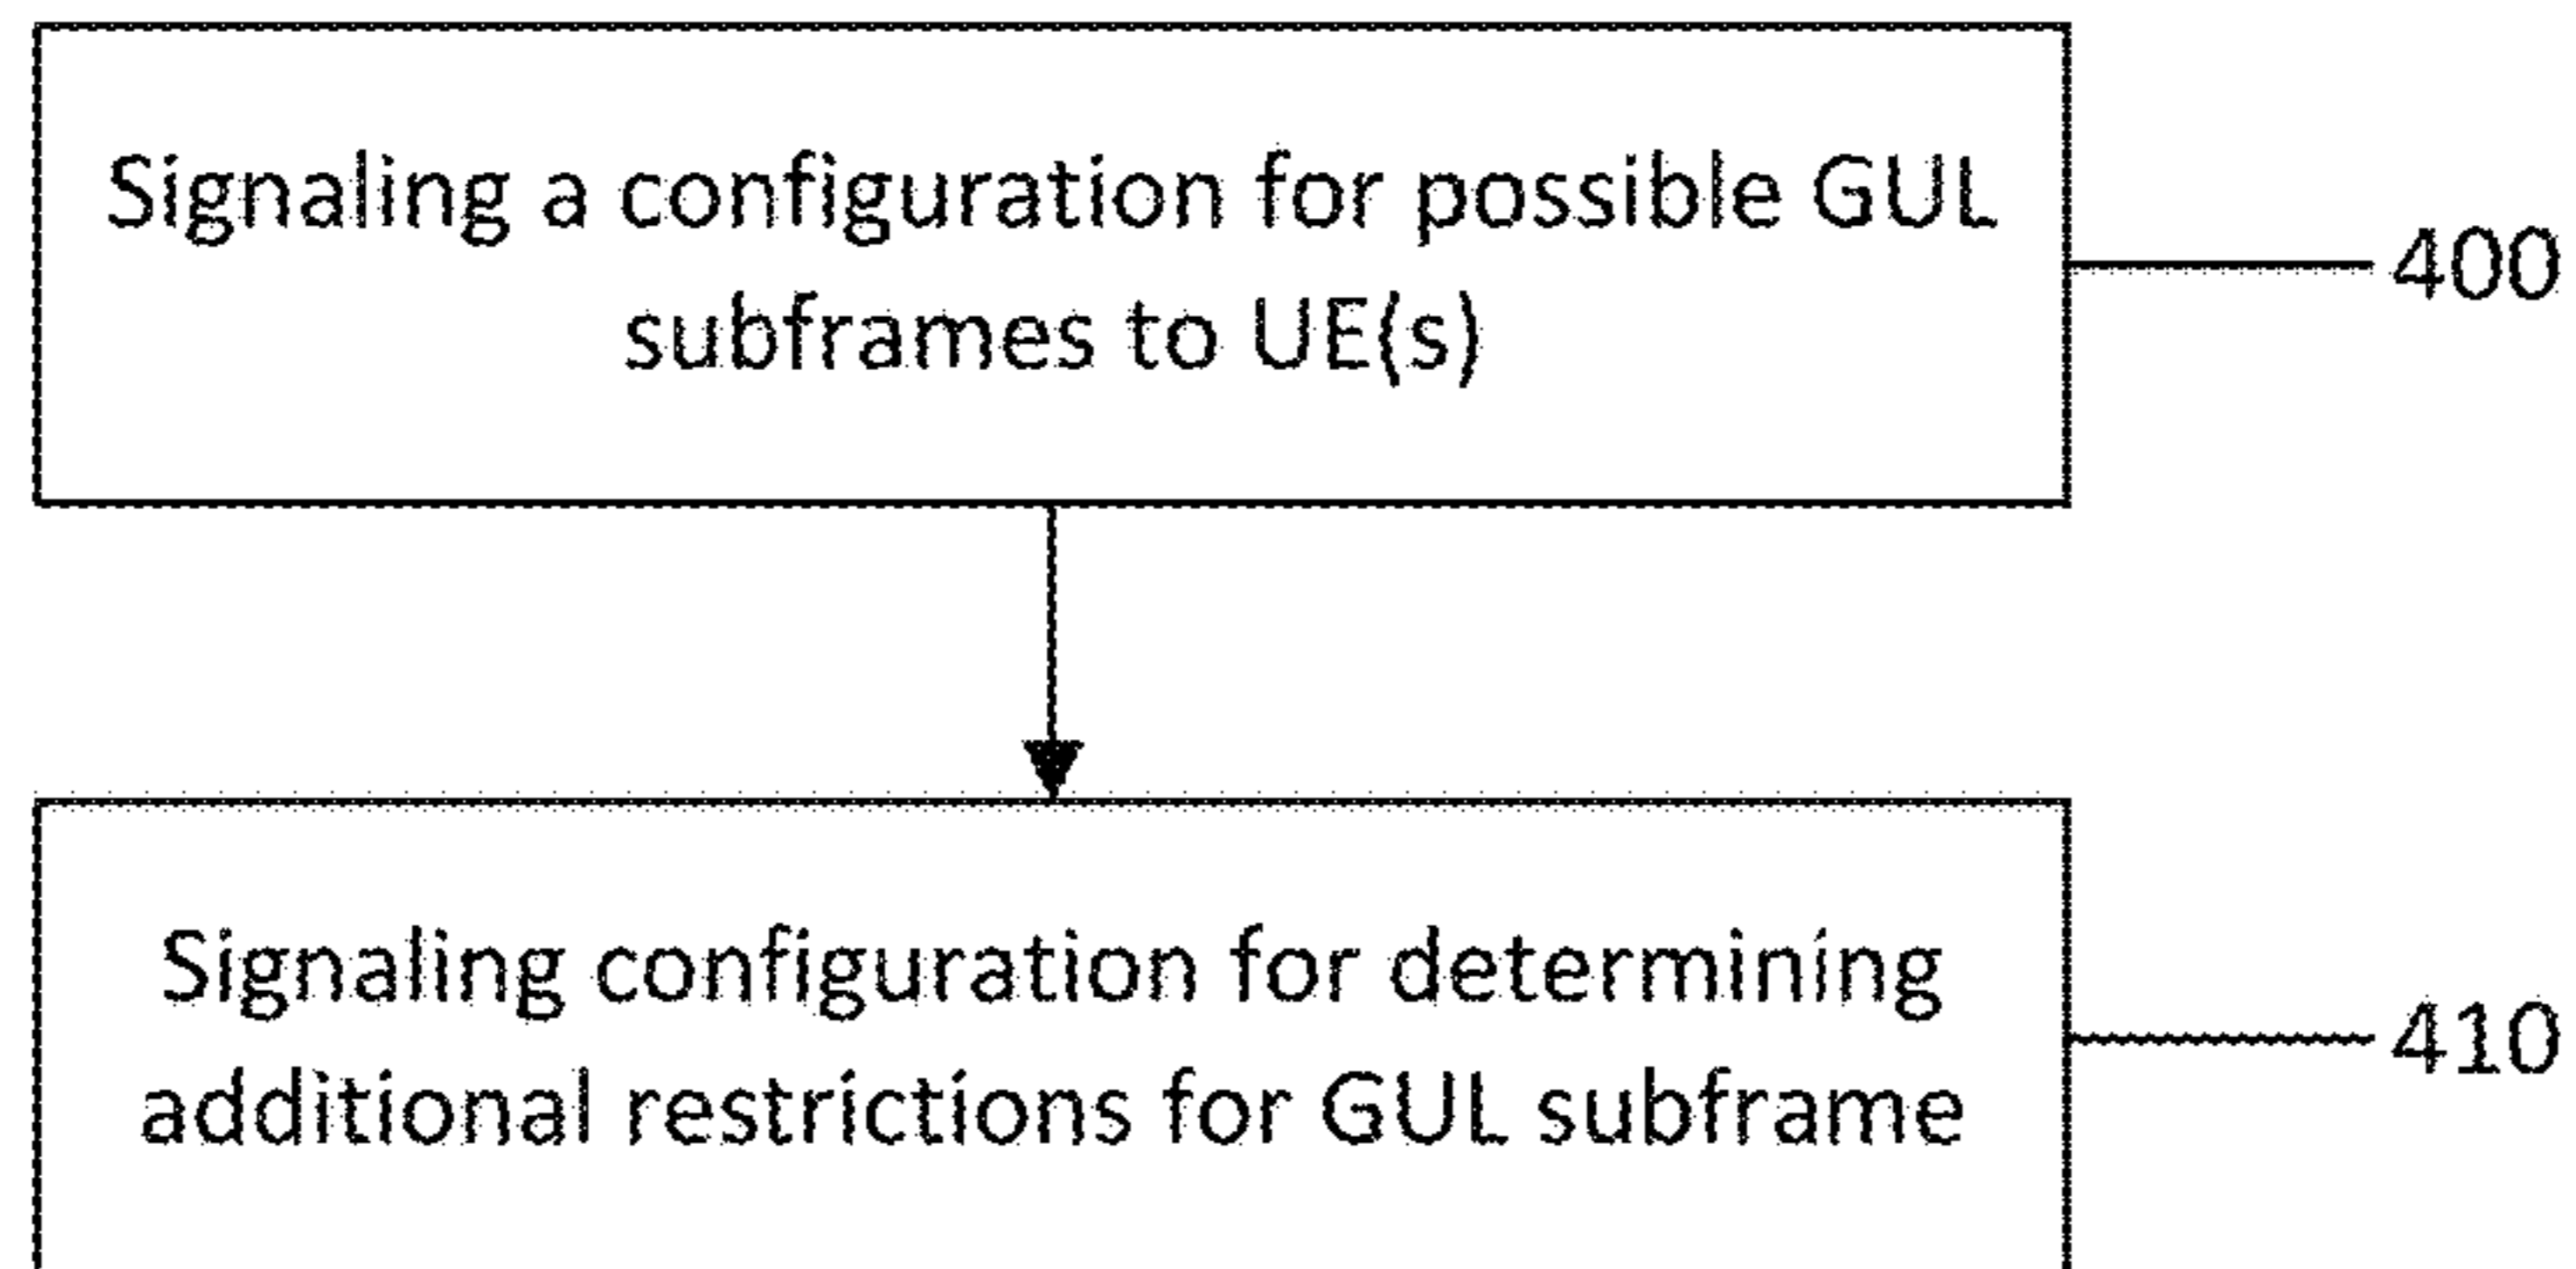 Signaling a configuration for possible GUL
subframes to UE(s)
400
Signaling configuration for determining
additional restrictions for GUL subframe
410